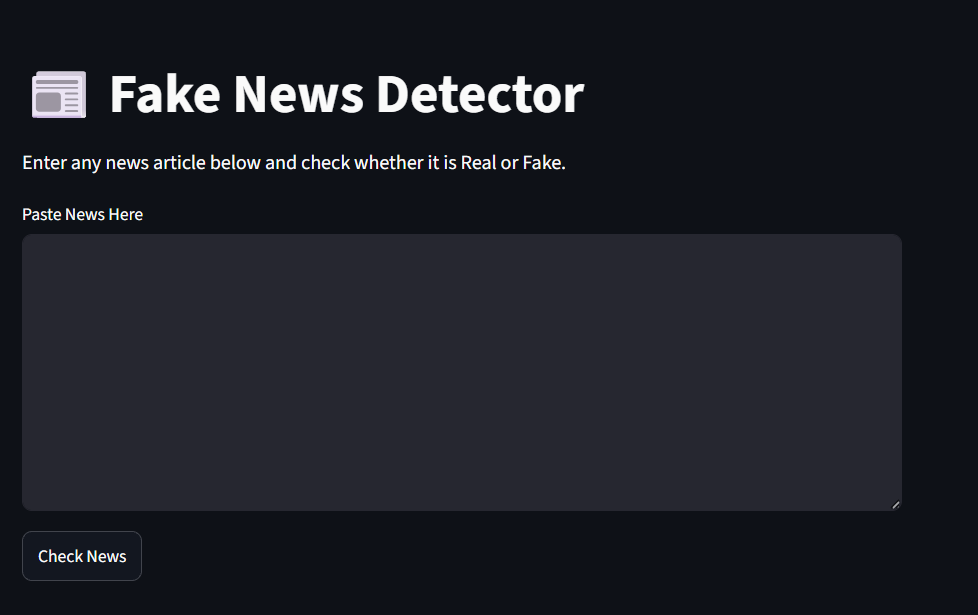 Fake News Detector
Enter any news article below and check whether it is Real or Fake.
Paste News Here
Check News